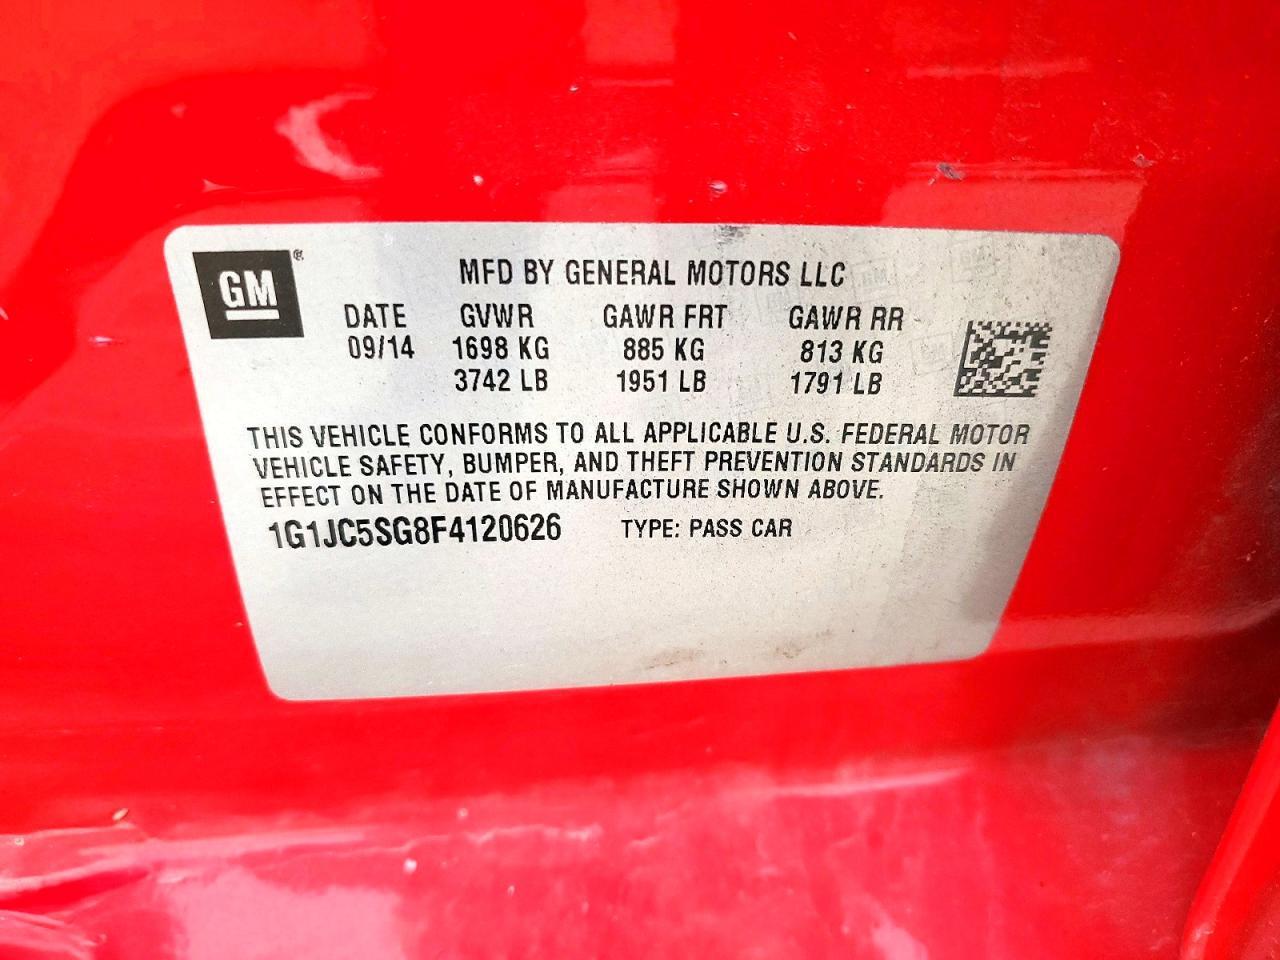 GM®
MFD BY GENERAL MOTORS LLC
DATE GVWR GAWR FRT GAWR RR
09/14 1698 KG 885 KG 813 KG
3742 LB 1951 LB 1791 LB
THIS VEHICLE CONFORMS TO ALL APPLICABLE U.S. FEDERAL MOTOR
VEHICLE SAFETY, BUMPER, AND THEFT PREVENTION STANDARDS IN
EFFECT ON THE DATE OF MANUFACTURE SHOWN ABOVE.
1G1JC5SG8F4120626 TYPE: PASS CAR